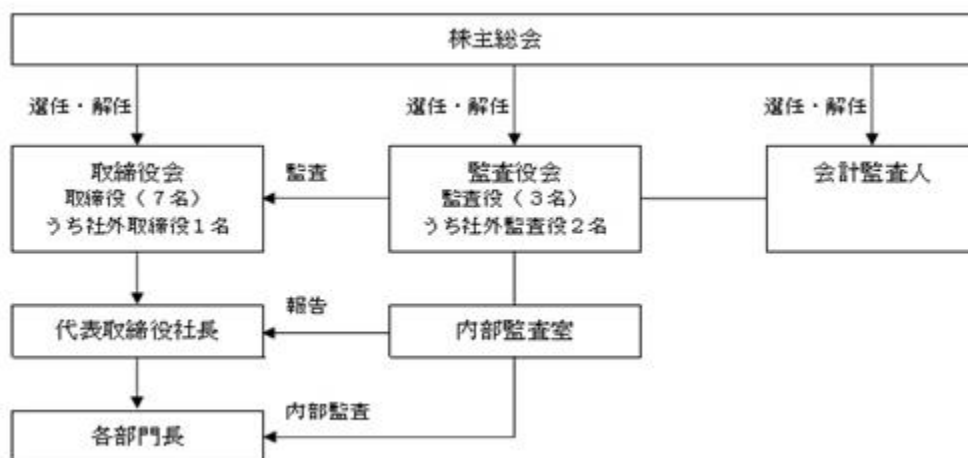 株主総会
選任・解任
選任・解任
選任・解任
取締役会
取締役（７名）
うち社外取締役１名
監査
監査役会
監査役（３名）
うち社外監査役２名
会計監査人
代表取締役社長
報告
内部監査室
各部門長
内部監査